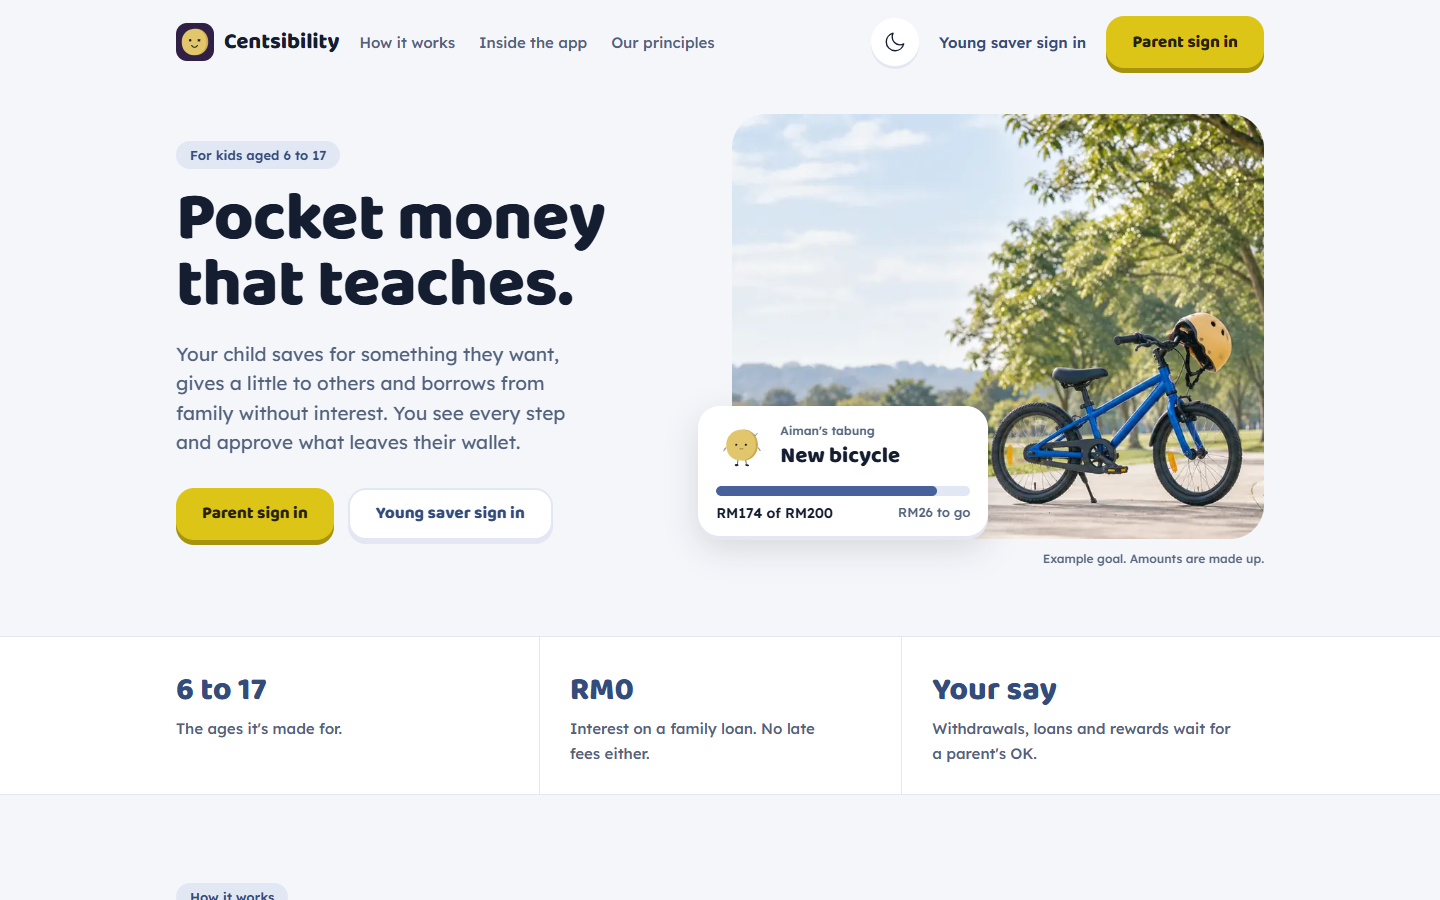 Centsibility
How it works
Inside the app
Our principles
Young saver sign in
Parent sign in
For kids aged 6 to 17
Pocket money
that teaches.
Your child saves for something they want,
gives a little to others and borrows from
family without interest. You see every step
and approve what leaves their wallet.
Parent sign in
Young saver sign in
Aiman's tabung
New bicycle
RM174 of RM200
RM26 to go
Example goal. Amounts are made up.
6 to 17
The ages it's made for.
RM0
Interest on a family loan. No late
fees either.
Your say
Withdrawals, loans and rewards wait for
a parent's OK.
How it works